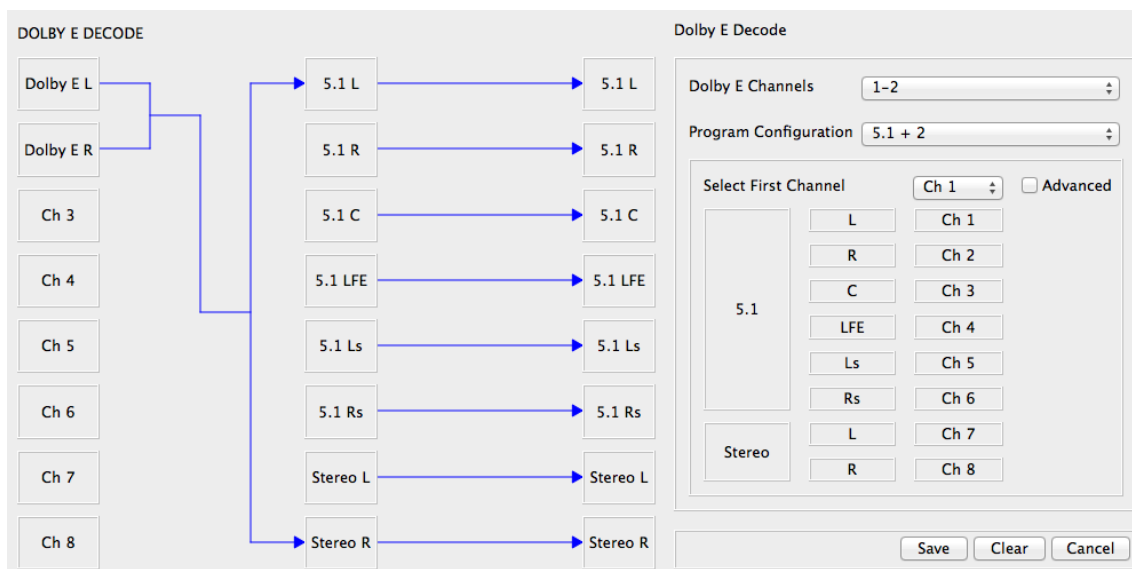 DOLBY E DECODE
Dolby E L 5.1 L 5.1 L
Dolby E R 5.1 R 5.1 R
Ch 3 5.1 C 5.1 C
Ch 4 5.1 LFE 5.1 LFE
Ch 5 5.1 Ls 5.1 Ls
Ch 6 5.1 Rs 5.1 Rs
Ch 7 Stereo L Stereo L
Ch 8 Stereo R Stereo R
Dolby E Decode
Dolby E Channels 1-2
Program Configuration 5.1 + 2
Select First Channel Ch 1 Advanced
5.1
L Ch 1
R Ch 2
C Ch 3
LFE Ch 4
Ls Ch 5
Rs Ch 6
Stereo
L Ch 7
R Ch 8
Save Clear Cancel